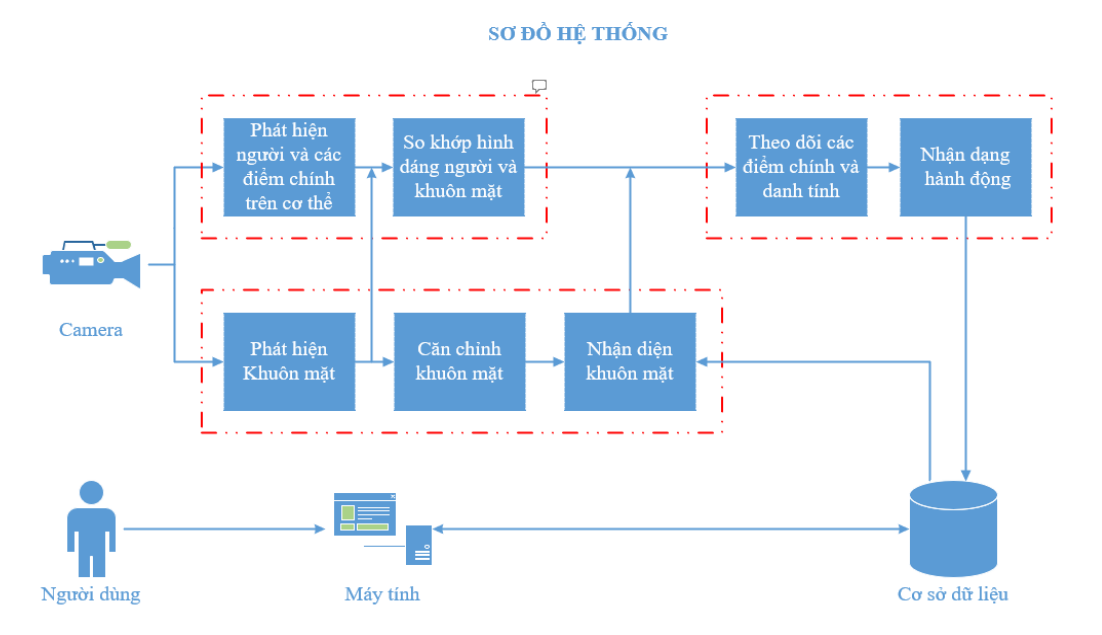 SƠ ĐỒ HỆ THỐNG
Phát hiện
người và các
điểm chính
trên cơ thể
So khớp hình
dáng người và
khuôn mặt
Theo dõi các
điểm chính và
danh tính
Nhận dạng
hành động
Camera
Phát hiện
Khuôn mặt
Căn chỉnh
khuôn mặt
Nhận diện
khuôn mặt
Người dùng
Máy tính
Cơ sở dữ liệu